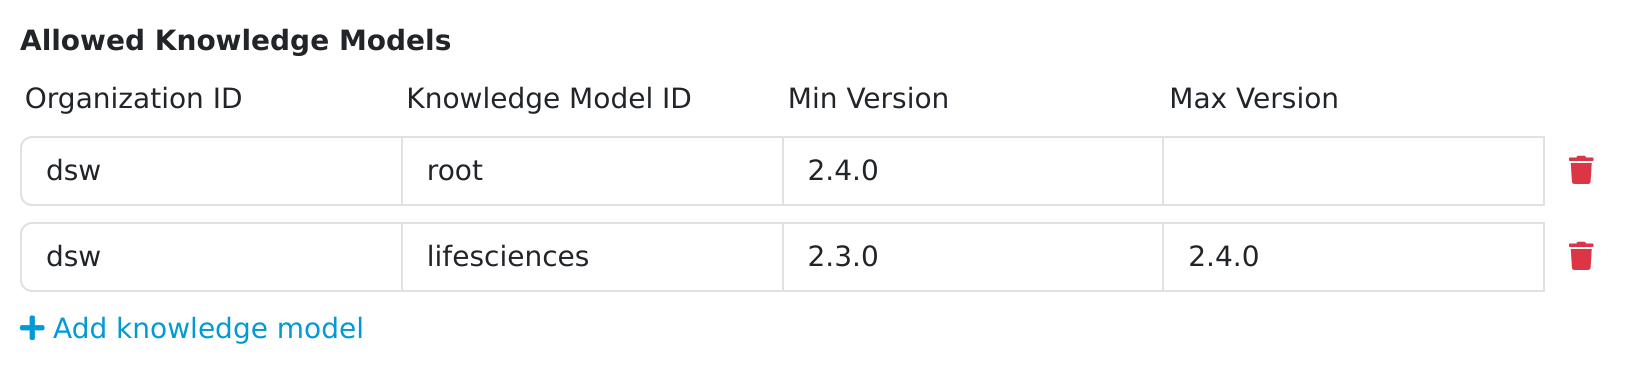 Allowed Knowledge Models
Organization ID Knowledge Model ID Min Version Max Version
dsw root 2.4.0
dsw lifesciences 2.3.0 2.4.0
Add knowledge model